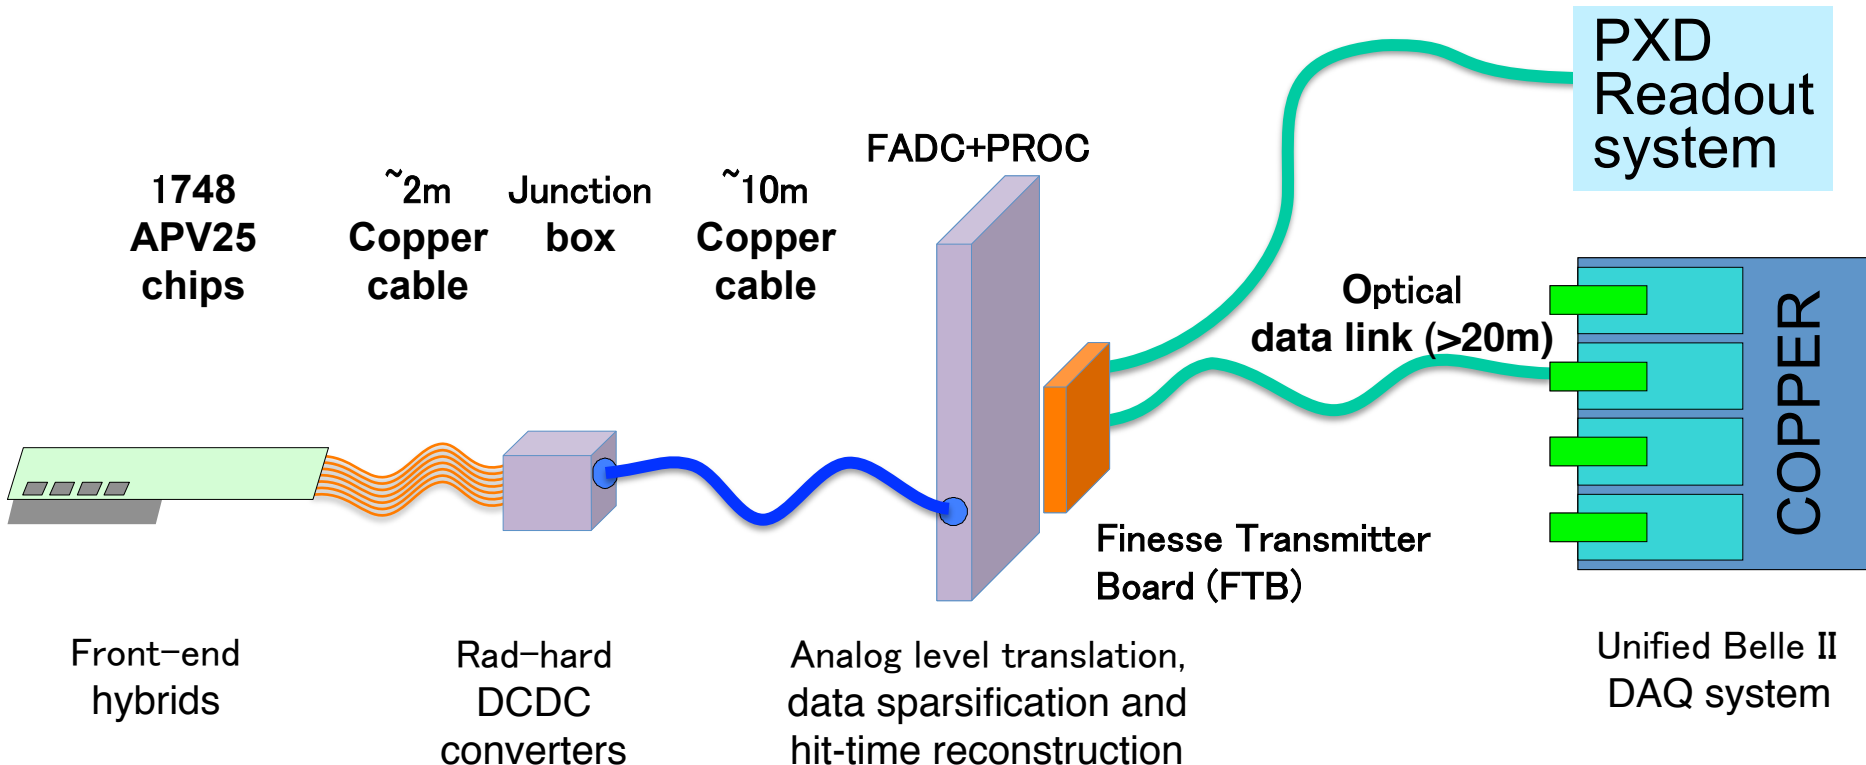 1748
APV25
chips
~2m
Copper
cable
Junction
box
~10m
Copper
cable
FADC+PROC
PXD
Readout
system
Optical
data link (>20m)
COPPER
Finesse Transmitter
Board (FTB)
Front-end
hybrids
Rad-hard
DCDC
converters
Analog level translation,
data sparsification and
hit-time reconstruction
Unified Belle II
DAQ system